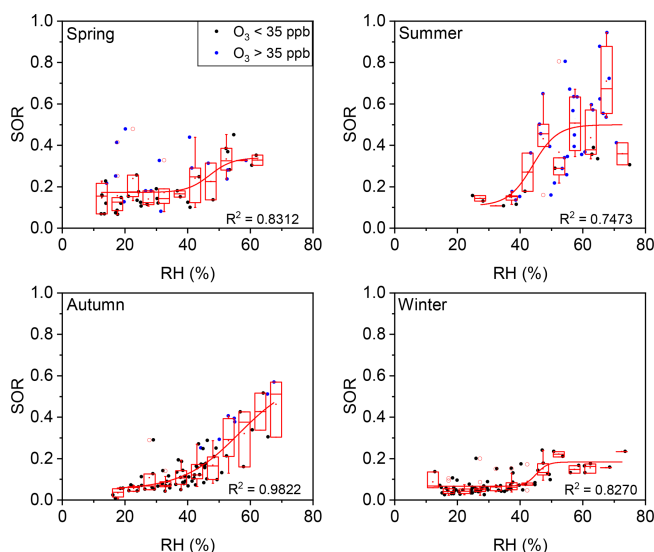 Spring
O₃ < 35 ppb
O₃ > 35 ppb
SOR
1.0
0.8
0.6
0.4
0.2
0.0
R² = 0.8312
0 20 40 60 80
RH (%)
Summer
SOR
1.0
0.8
0.6
0.4
0.2
0.0
R² = 0.7473
0 20 40 60 80
RH (%)
Autumn
SOR
1.0
0.8
0.6
0.4
0.2
0.0
R² = 0.9822
0 20 40 60 80
RH (%)
Winter
SOR
1.0
0.8
0.6
0.4
0.2
0.0
R² = 0.8270
0 20 40 60 80
RH (%)